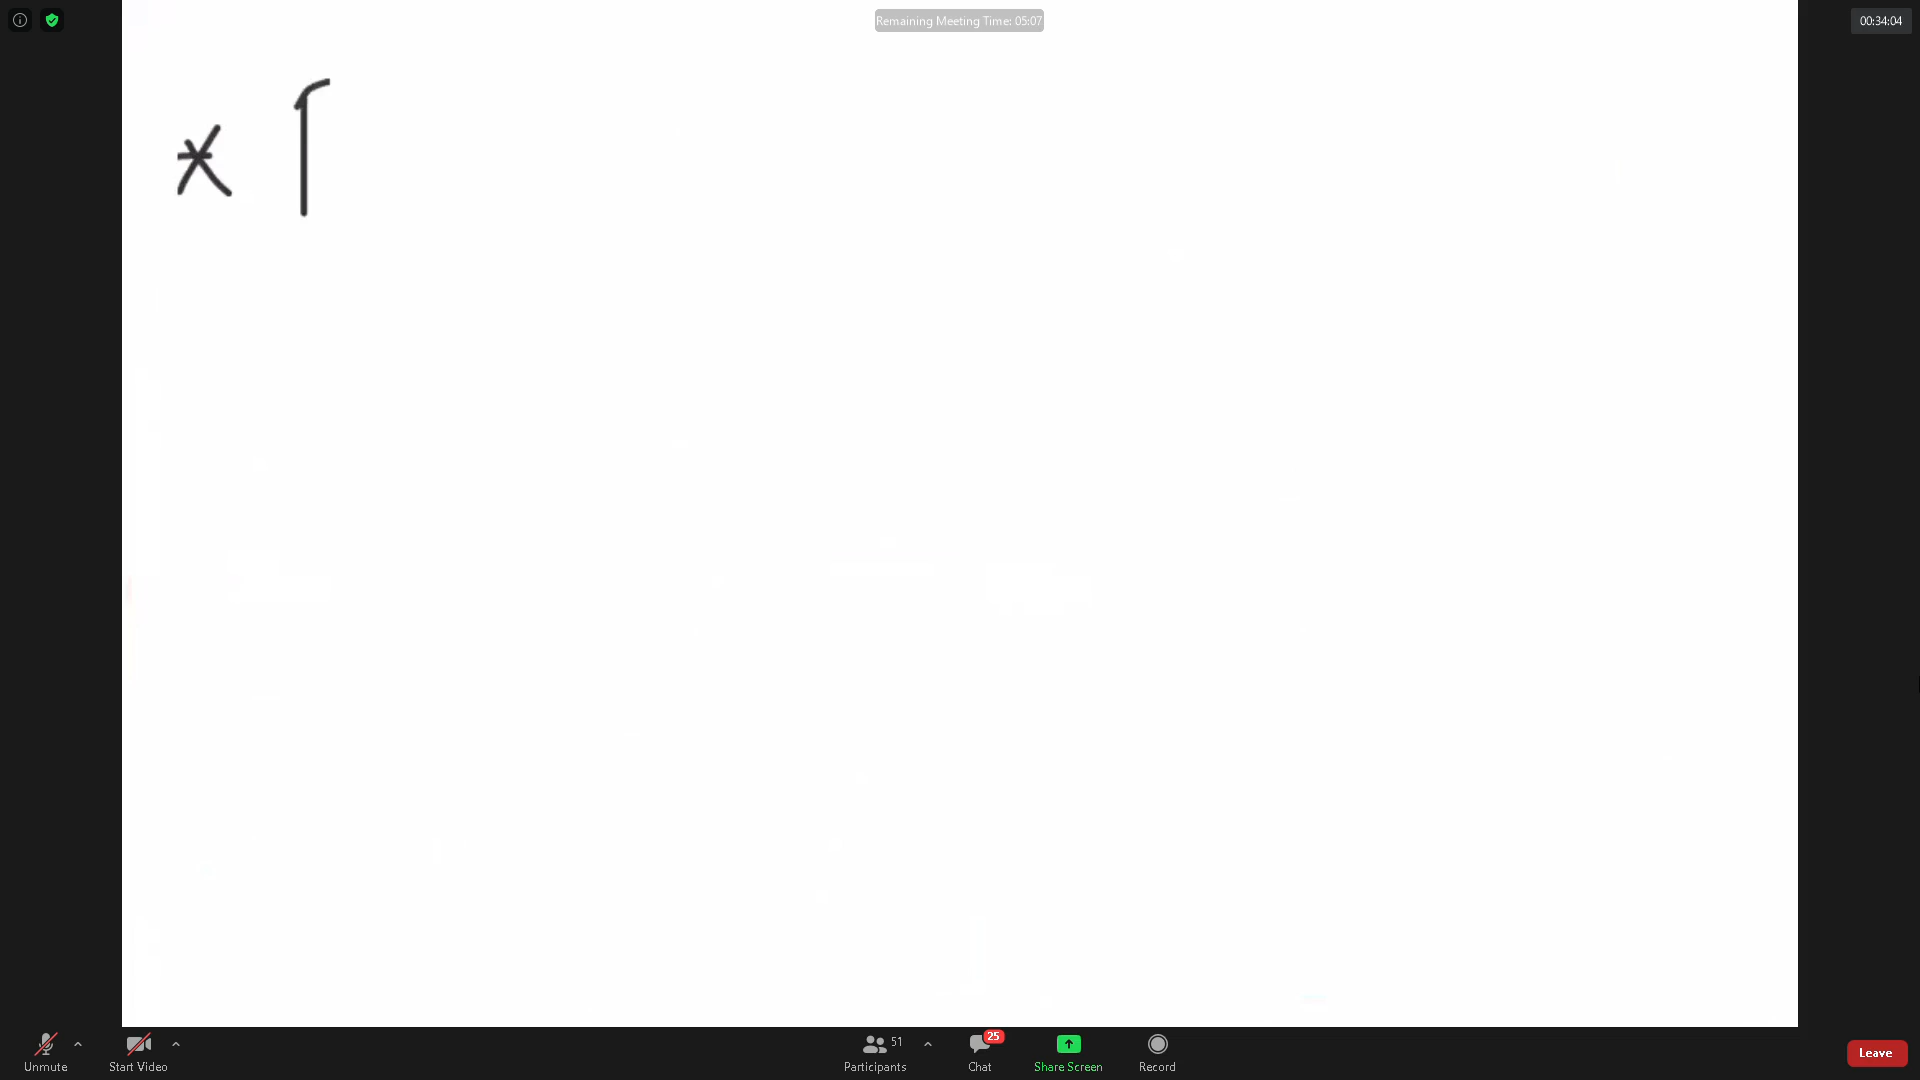 Remaining Meeting Time: 05:07
00:34:04
*
Unmute
Start Video
51
Participants
25
Chat
Share Screen
Record
Leave